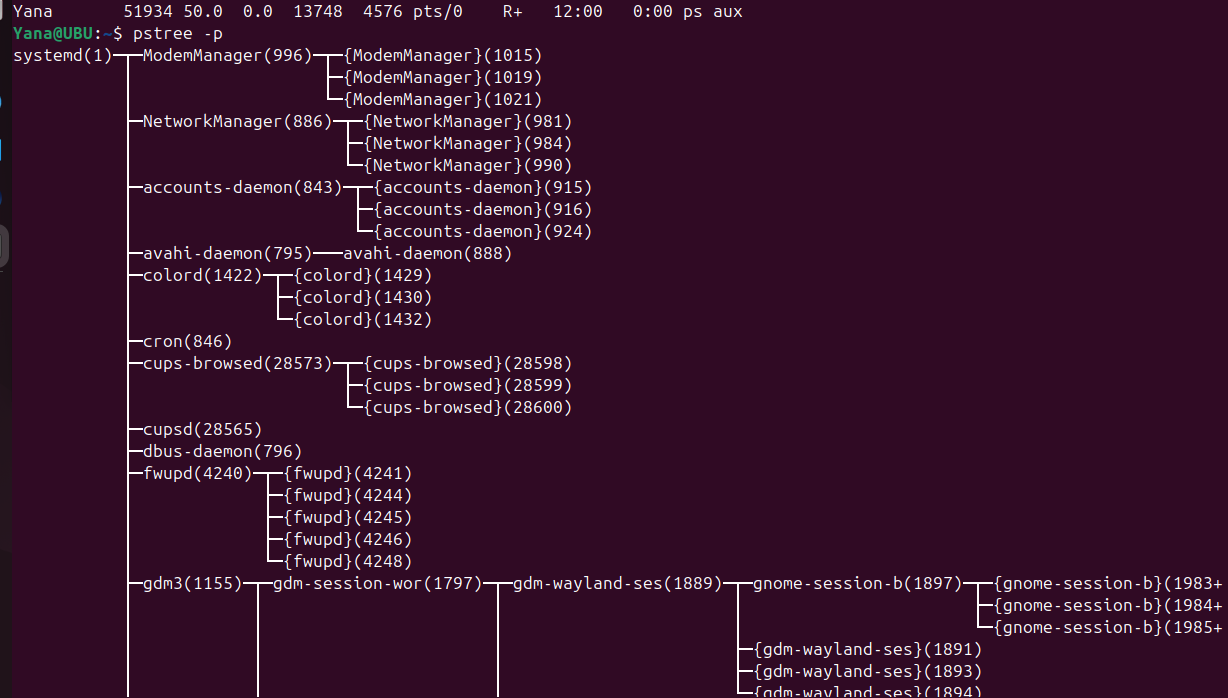 Yana       51934 50.0  0.0  13748  4576 pts/0    R+   12:00   0:00 ps aux
Yana@UBU:~$ pstree -p
systemd(1)─┬─ModemManager(996)─┬─{ModemManager}(1015)
           │                   ├─{ModemManager}(1019)
           │                   └─{ModemManager}(1021)
           ├─NetworkManager(886)─┬─{NetworkManager}(981)
           │                     ├─{NetworkManager}(984)
           │                     └─{NetworkManager}(990)
           ├─accounts-daemon(843)─┬─{accounts-daemon}(915)
           │                      ├─{accounts-daemon}(916)
           │                      └─{accounts-daemon}(924)
           ├─avahi-daemon(795)───avahi-daemon(888)
           ├─colord(1422)─┬─{colord}(1429)
           │              ├─{colord}(1430)
           │              └─{colord}(1432)
           ├─cron(846)
           ├─cups-browsed(28573)─┬─{cups-browsed}(28598)
           │                     ├─{cups-browsed}(28599)
           │                     └─{cups-browsed}(28600)
           ├─cupsd(28565)
           ├─dbus-daemon(796)
           ├─fwupd(4240)─┬─{fwupd}(4241)
           │             ├─{fwupd}(4244)
           │             ├─{fwupd}(4245)
           │             ├─{fwupd}(4246)
           │             └─{fwupd}(4248)
           ├─gdm3(1155)─┬─gdm-session-wor(1797)─┬─gdm-wayland-ses(1889)─┬─gnome-session-b(1897)─┬─{gnome-session-b}(1983+
           │            │                       │                       │                       ├─{gnome-session-b}(1984+
           │            │                       │                       │                       └─{gnome-session-b}(1985+
           │            │                       │                       ├─{gdm-wayland-ses}(1891)
           │            │                       │                       ├─{gdm-wayland-ses}(1893)
           │            │                       │                       └─{gdm-wayland-ses}(1894)